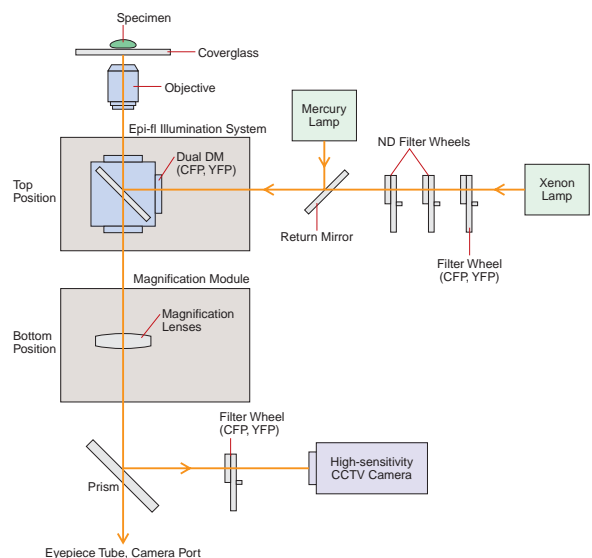 Specimen
Coverglass
Objective
Mercury
Lamp
Epi-fl Illumination System
ND Filter Wheels
Dual DM
(CFP, YFP)
Top
Position
Xenon
Lamp
Return Mirror
Filter Wheel
(CFP, YFP)
Magnification Module
Magnification
Lenses
Bottom
Position
Filter Wheel
(CFP, YFP)
High-sensitivity
CCTV Camera
Prism
Eyepiece Tube, Camera Port